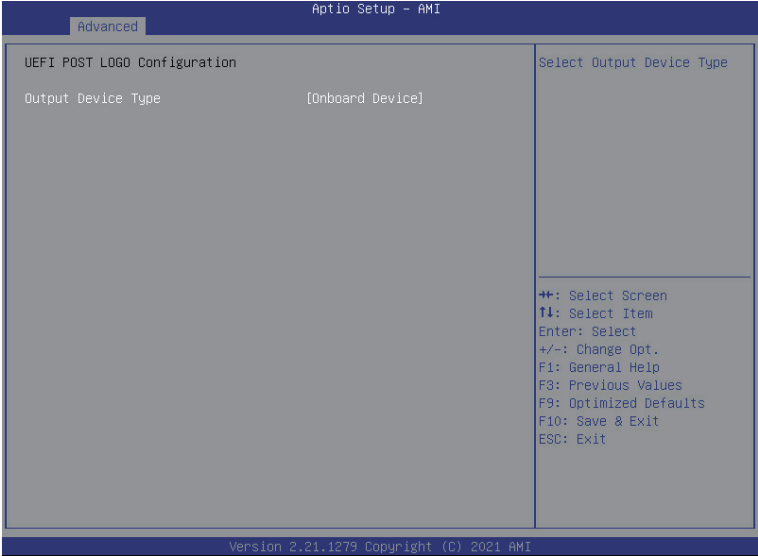 Aptio Setup - AMI
Advanced
UEFI POST LOGO Configuration
Output Device Type [Onboard Device]
Select Output Device Type
→←: Select Screen
↑↓: Select Item
Enter: Select
+/-: Change Opt.
F1: General Help
F3: Previous Values
F9: Optimized Defaults
F10: Save & Exit
ESC: Exit
Version 2.21.1279 Copyright (C) 2021 AMI